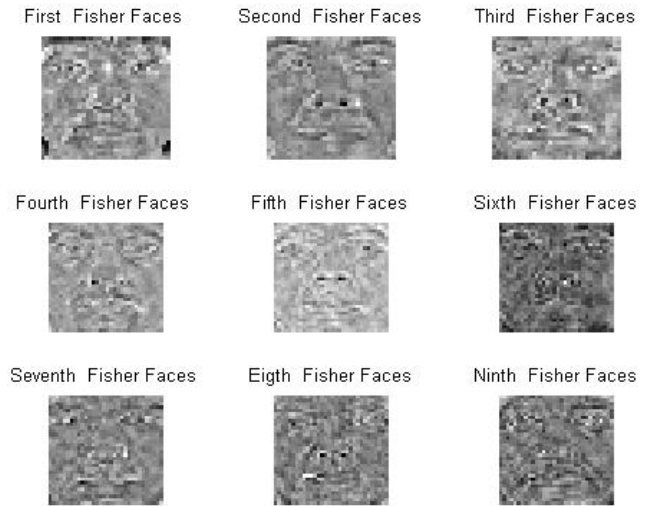 First Fisher Faces
Second Fisher Faces
Third Fisher Faces
Fourth Fisher Faces
Fifth Fisher Faces
Sixth Fisher Faces
Seventh Fisher Faces
Eigth Fisher Faces
Ninth Fisher Faces